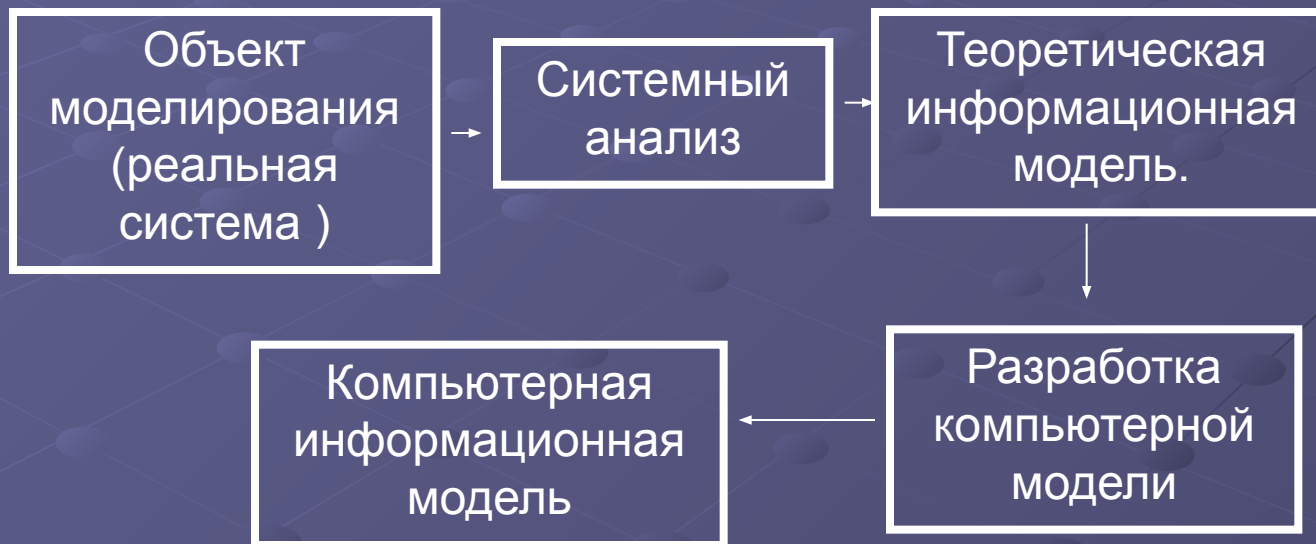 Объект
моделирования
(реальная
система )
Системный
анализ
Теоретическая
информационная
модель.
Разработка
компьютерной
модели
Компьютерная
информационная
модель